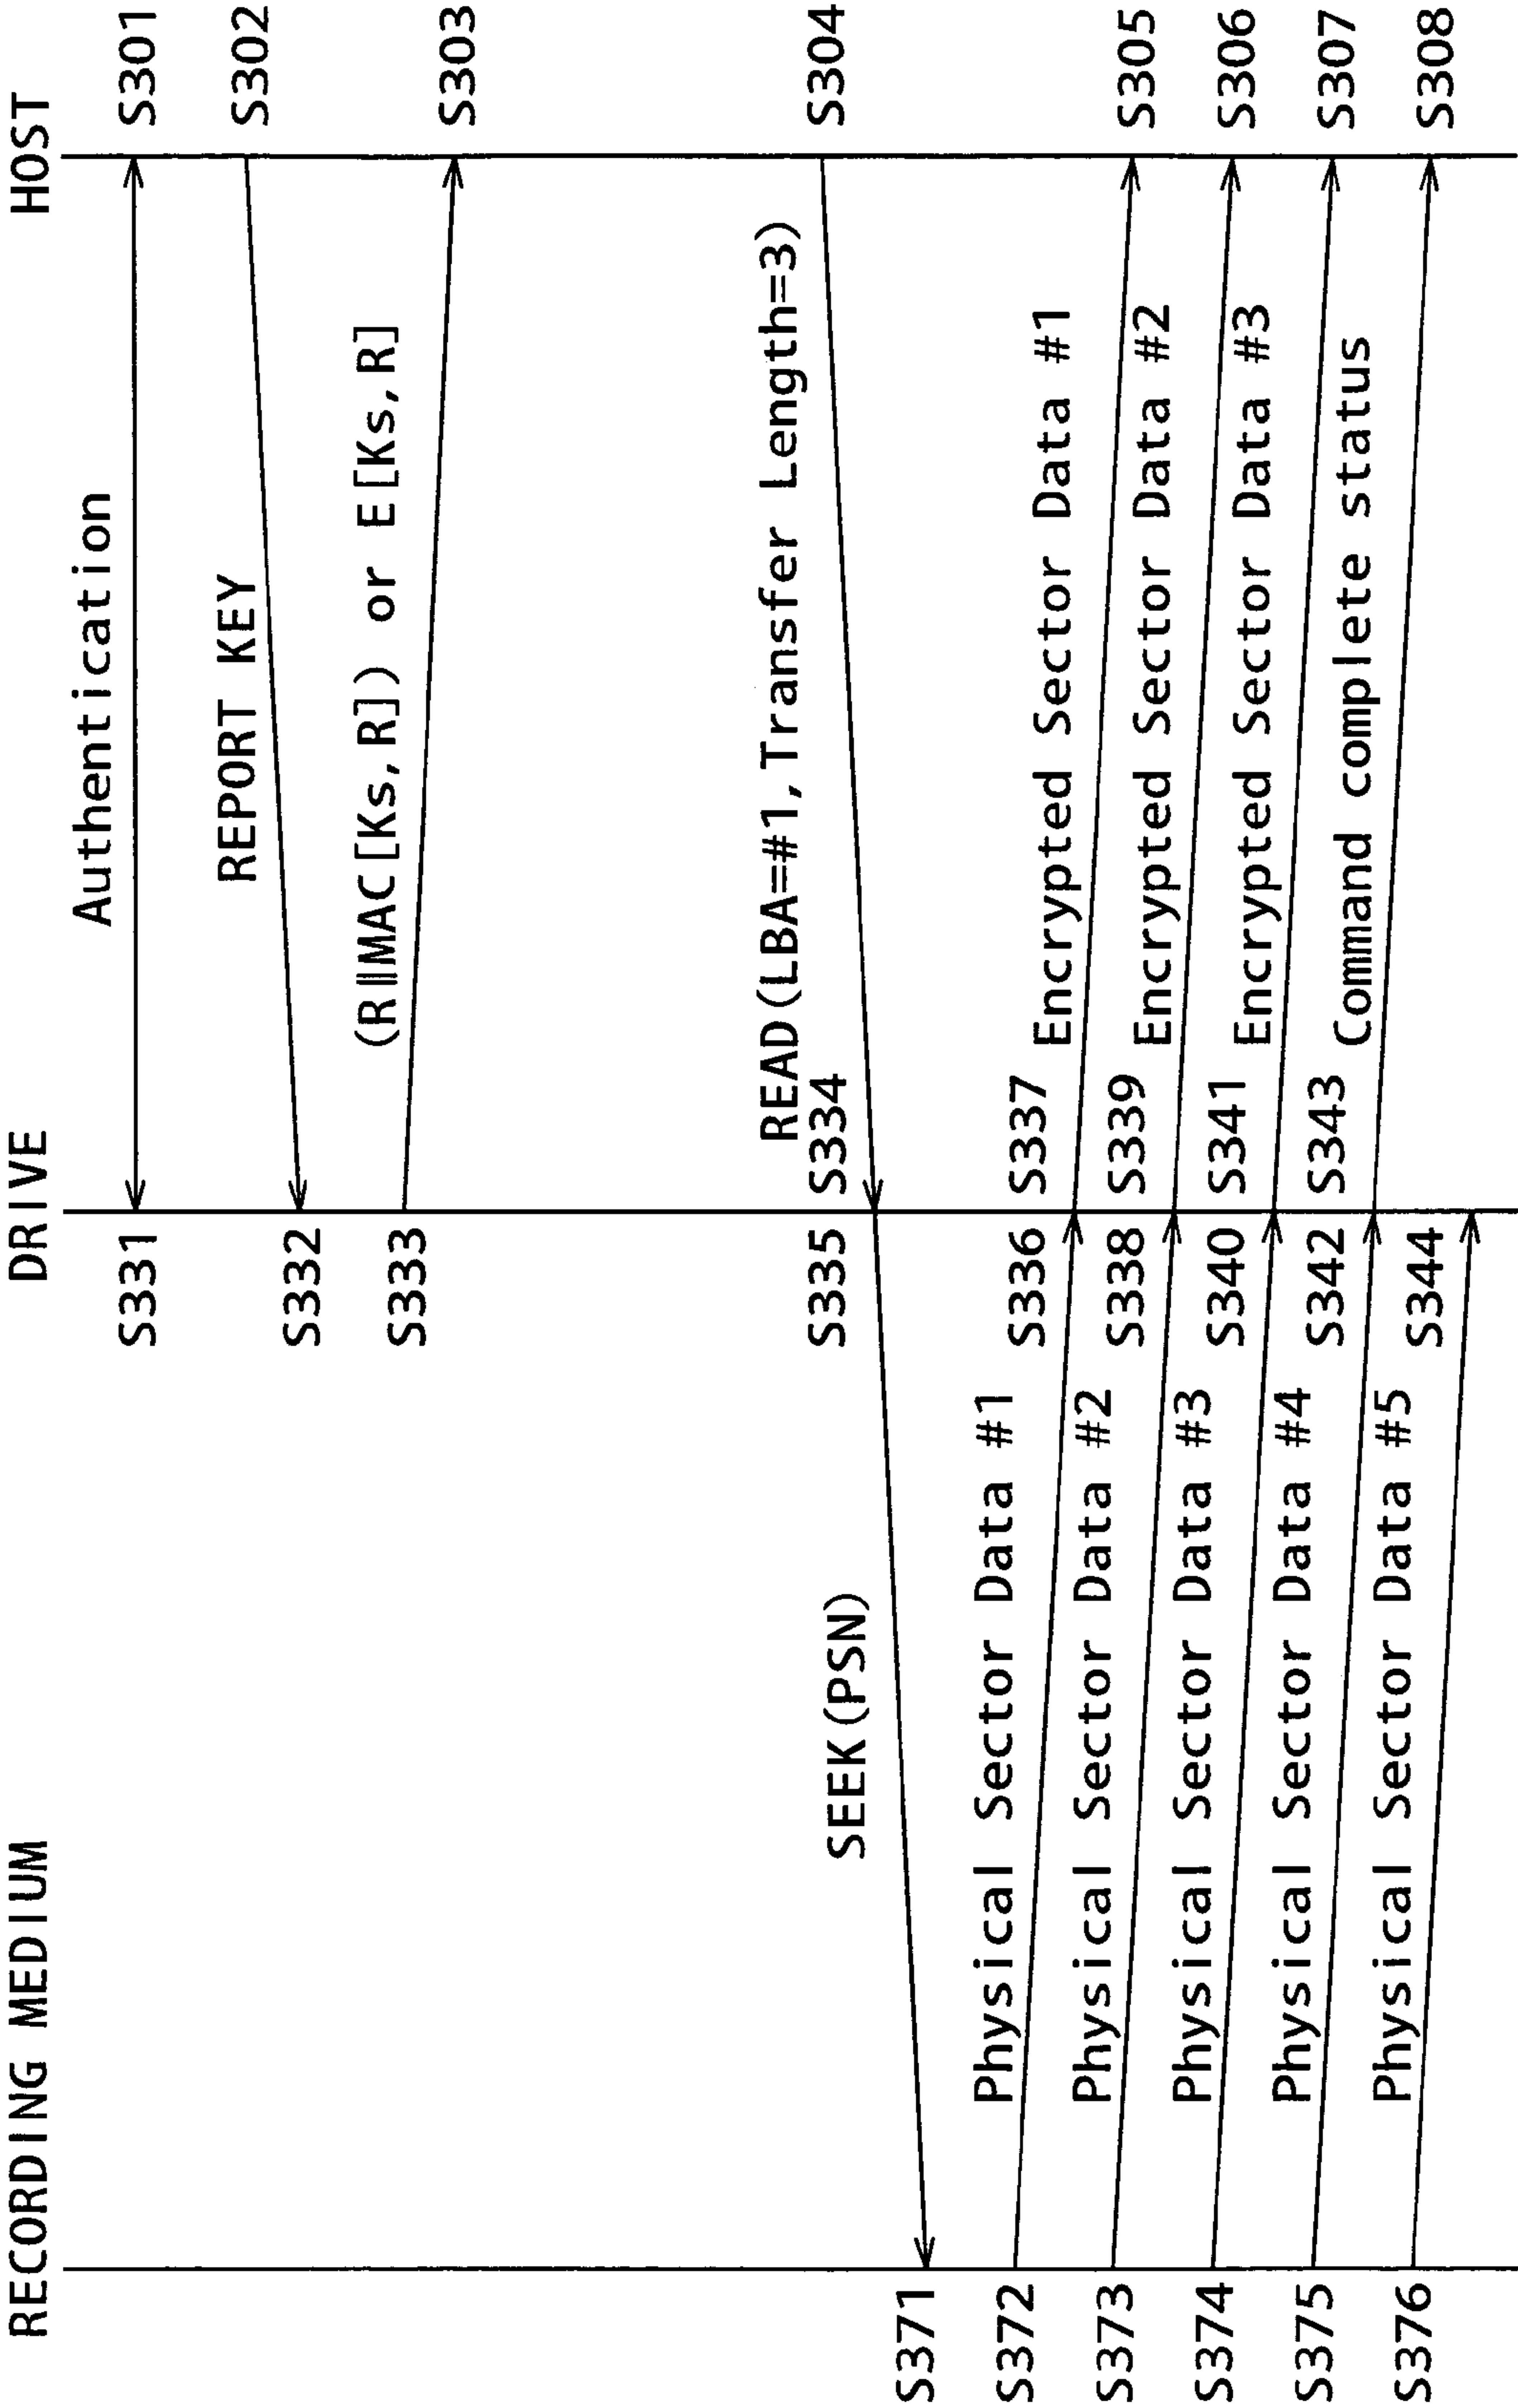 RECORDING MEDIUM
DRIVE
HOST
Authentication
S331
S301
REPORT KEY
S302
S332
(R‖MAC[Ks,R]) or E[Ks,R]
S333
S303
READ(LBA=#1,Transfer Length=3)
S304
S335
S334
SEEK(PSN)
S371
Physical Sector Data #1
S372
S336
S337
Encrypted Sector Data #1
S305
Physical Sector Data #2
S373
S338
S339
Encrypted Sector Data #2
S306
Physical Sector Data #3
S374
S340
S341
Encrypted Sector Data #3
S307
Physical Sector Data #4
S375
S342
S343
Command complete status
S308
Physical Sector Data #5
S376
S344